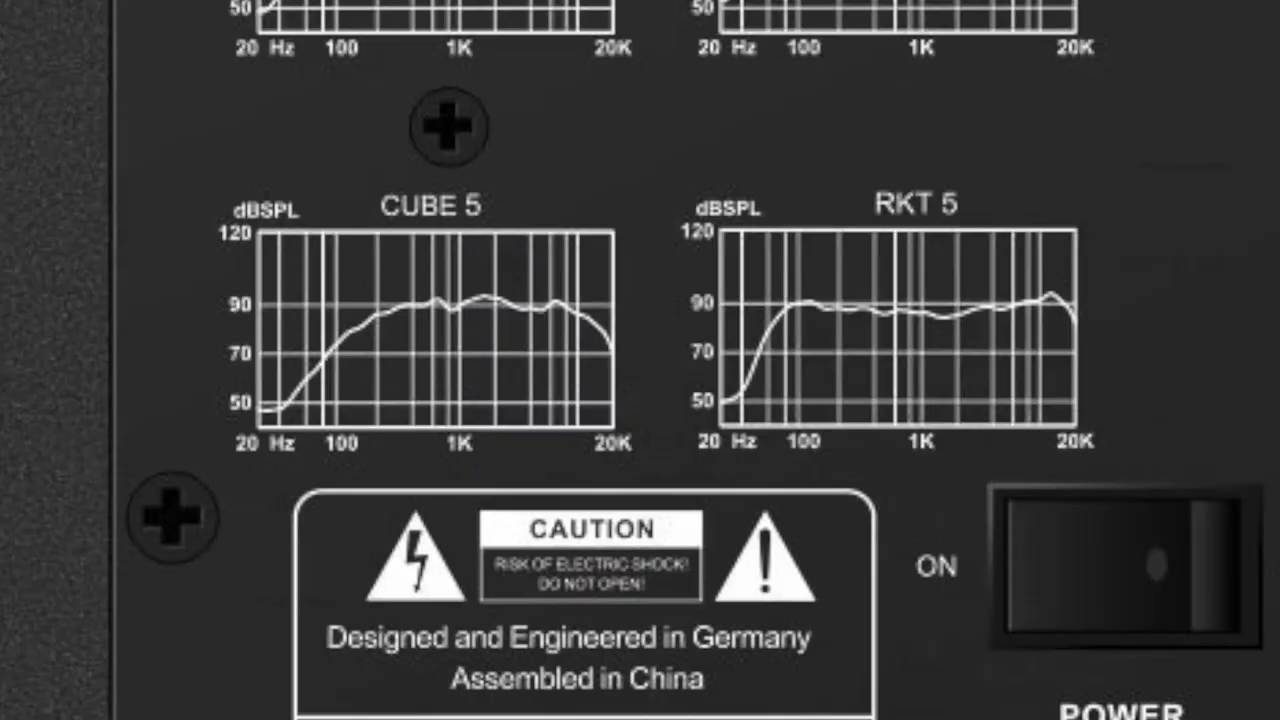 50 50
20 Hz 100 1K 20K 20 Hz 100 1K 20K
dBSPL CUBE 5 dBSPL RKT 5
120 120
90 90
70 70
50 50
20 Hz 100 1K 20K 20 Hz 100 1K 20K
CAUTION
RISK OF ELECTRIC SHOCK!
DO NOT OPEN!
ON
Designed and Engineered in Germany
Assembled in China
POWER